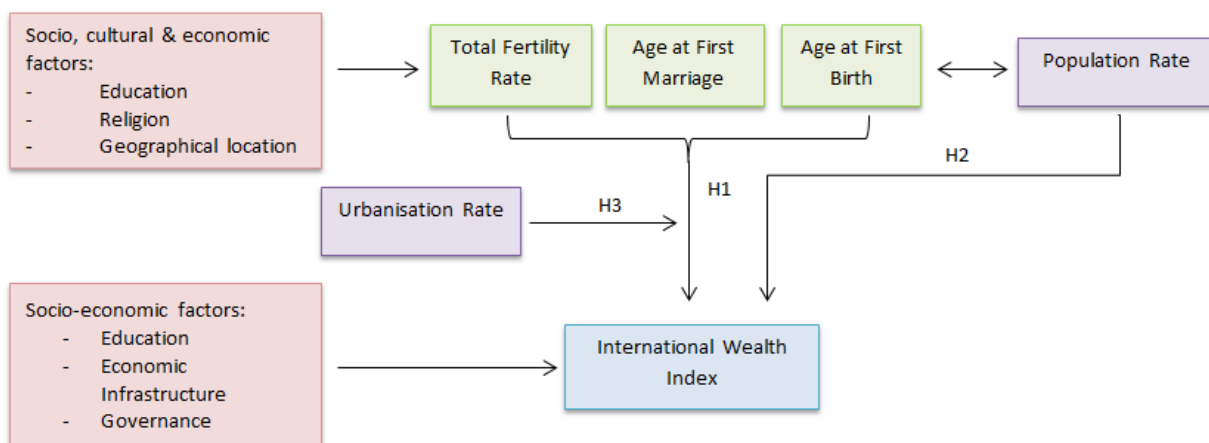 Socio, cultural & economic
factors:
- Education
- Religion
- Geographical location
Total Fertility
Rate
Age at First
Marriage
Age at First
Birth
Population Rate
H2
H1
Urbanisation Rate
H3
Socio-economic factors:
- Education
- Economic
Infrastructure
- Governance
International Wealth
Index